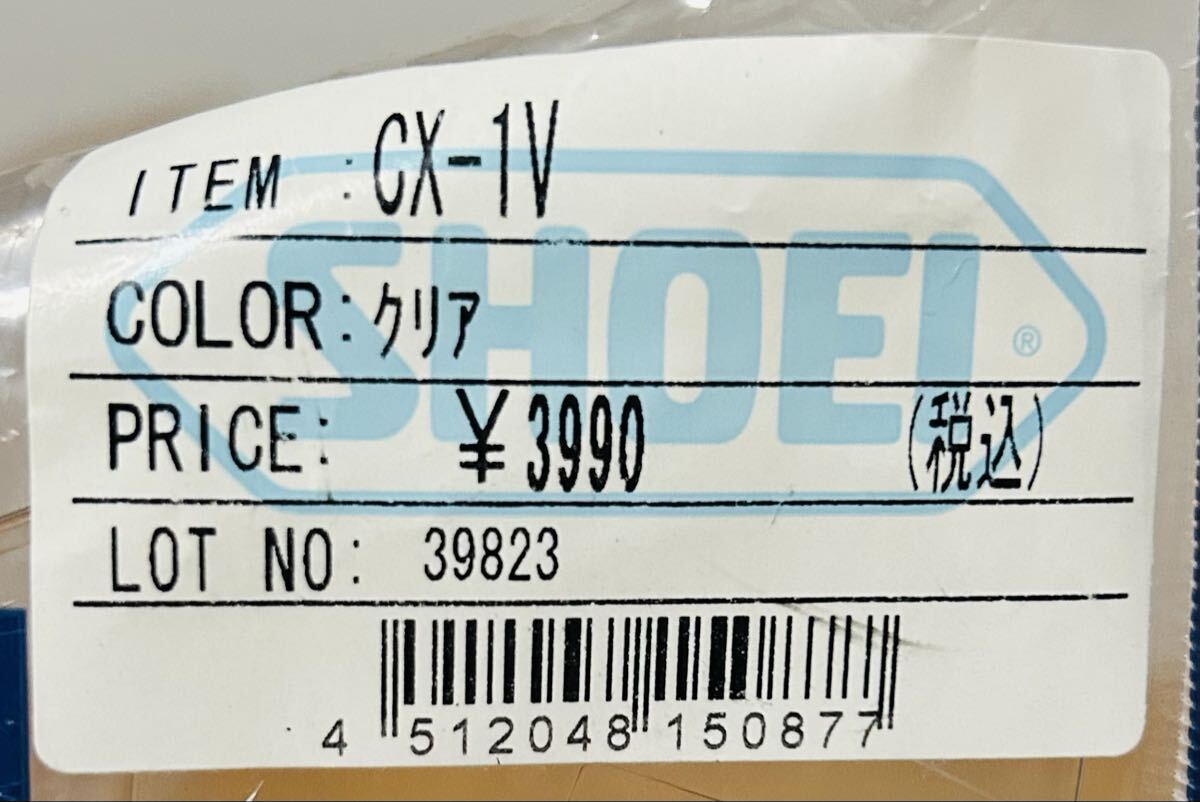 ITEM :CX-1V
SHOEI ®
COLOR:クリア
PRICE: ¥3990 (税込)
LOT NO: 39823
4 512048 150877